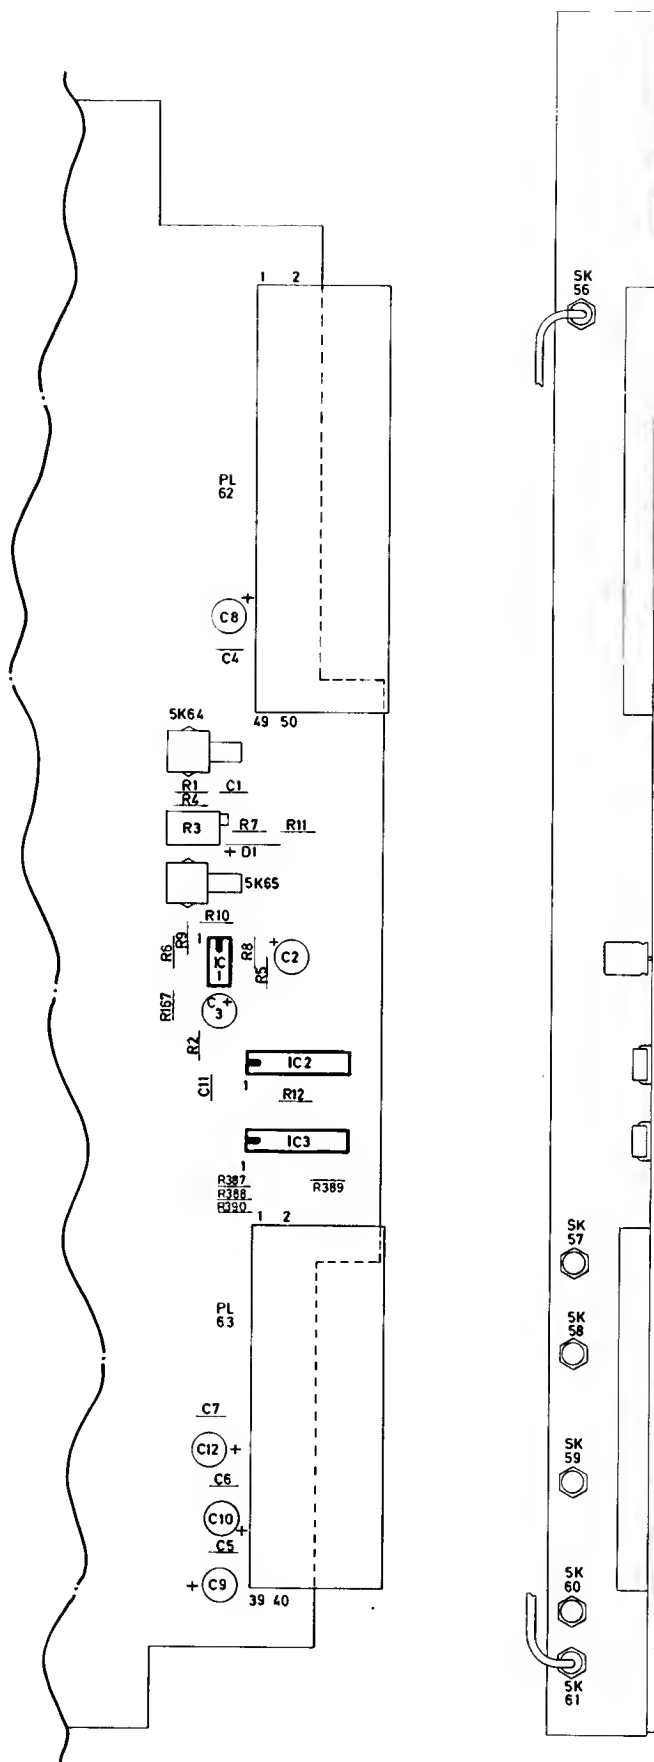 1 2
PL
62
+
C8
C4
49 50
SK64
R1 C1
R4
R3 R7 R11
+ D1
SK65
R10
R6
R9
1
IC
1
R8
R5
+
C2
R167
C +
3
R2
IC2
1
C11
R12
IC3
1
R387
R388
R390
R389
1 2
PL
63
C7
C12 +
C6
C10
+
C5
+ C9
39 40
SK
56
SK
57
SK
58
SK
59
SK
60
SK
61